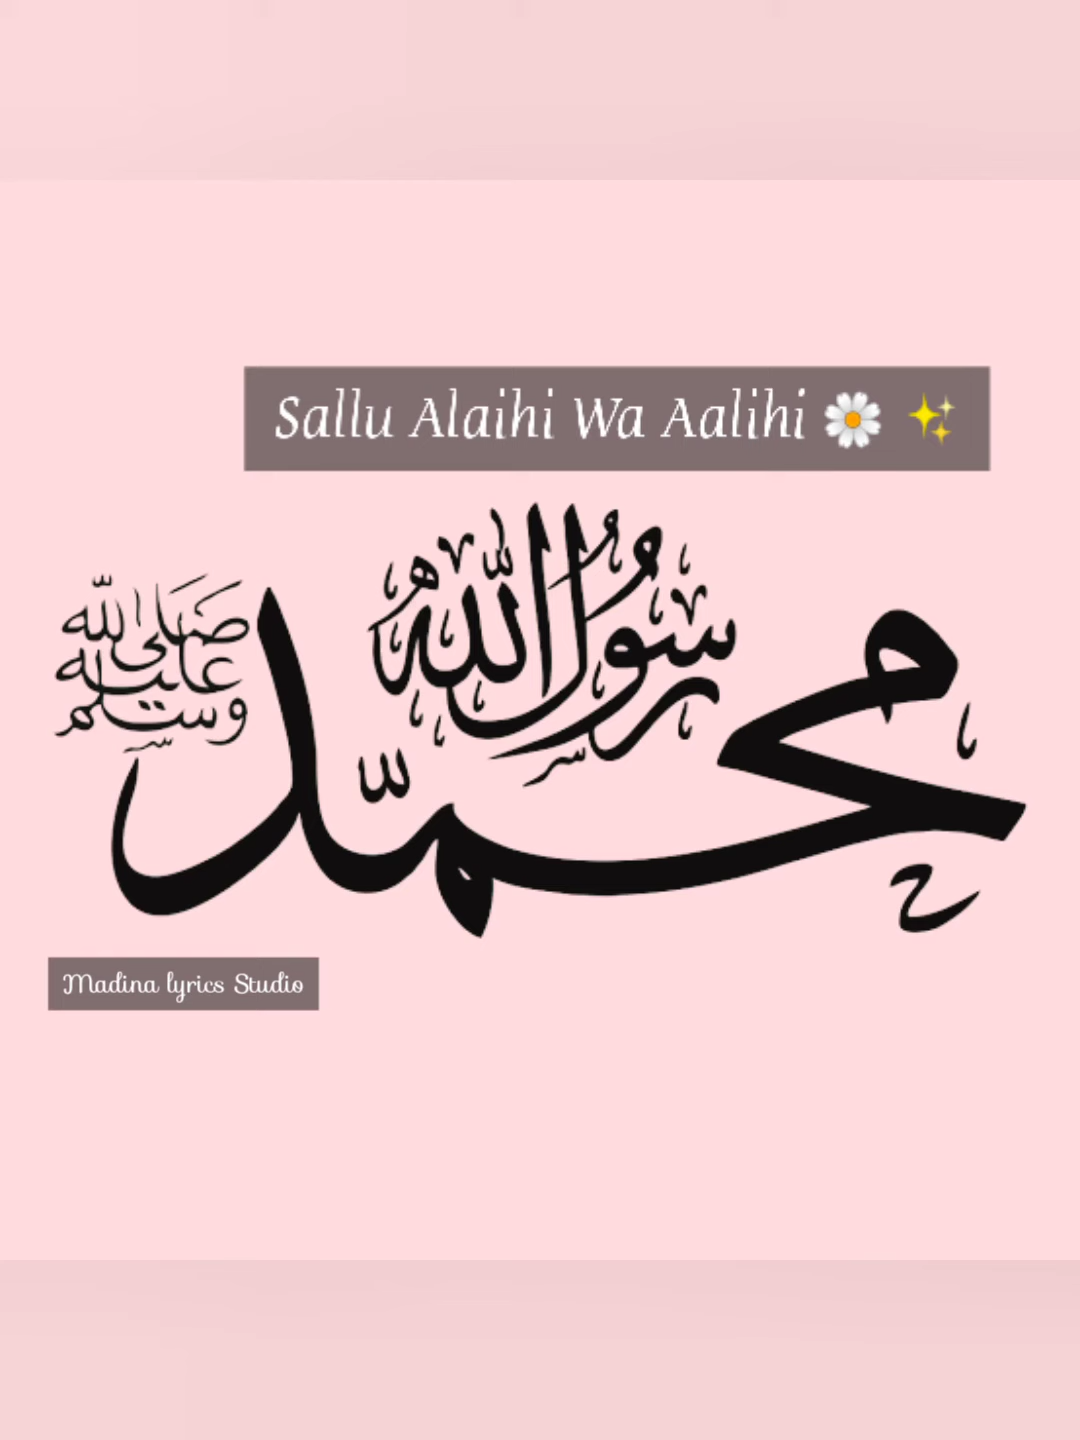 Sallu Alaihi Wa Aalihi 🌼 ✨
رسول الله
محمد
صلى الله
عليه
وسلم
Madina lyrics Studio